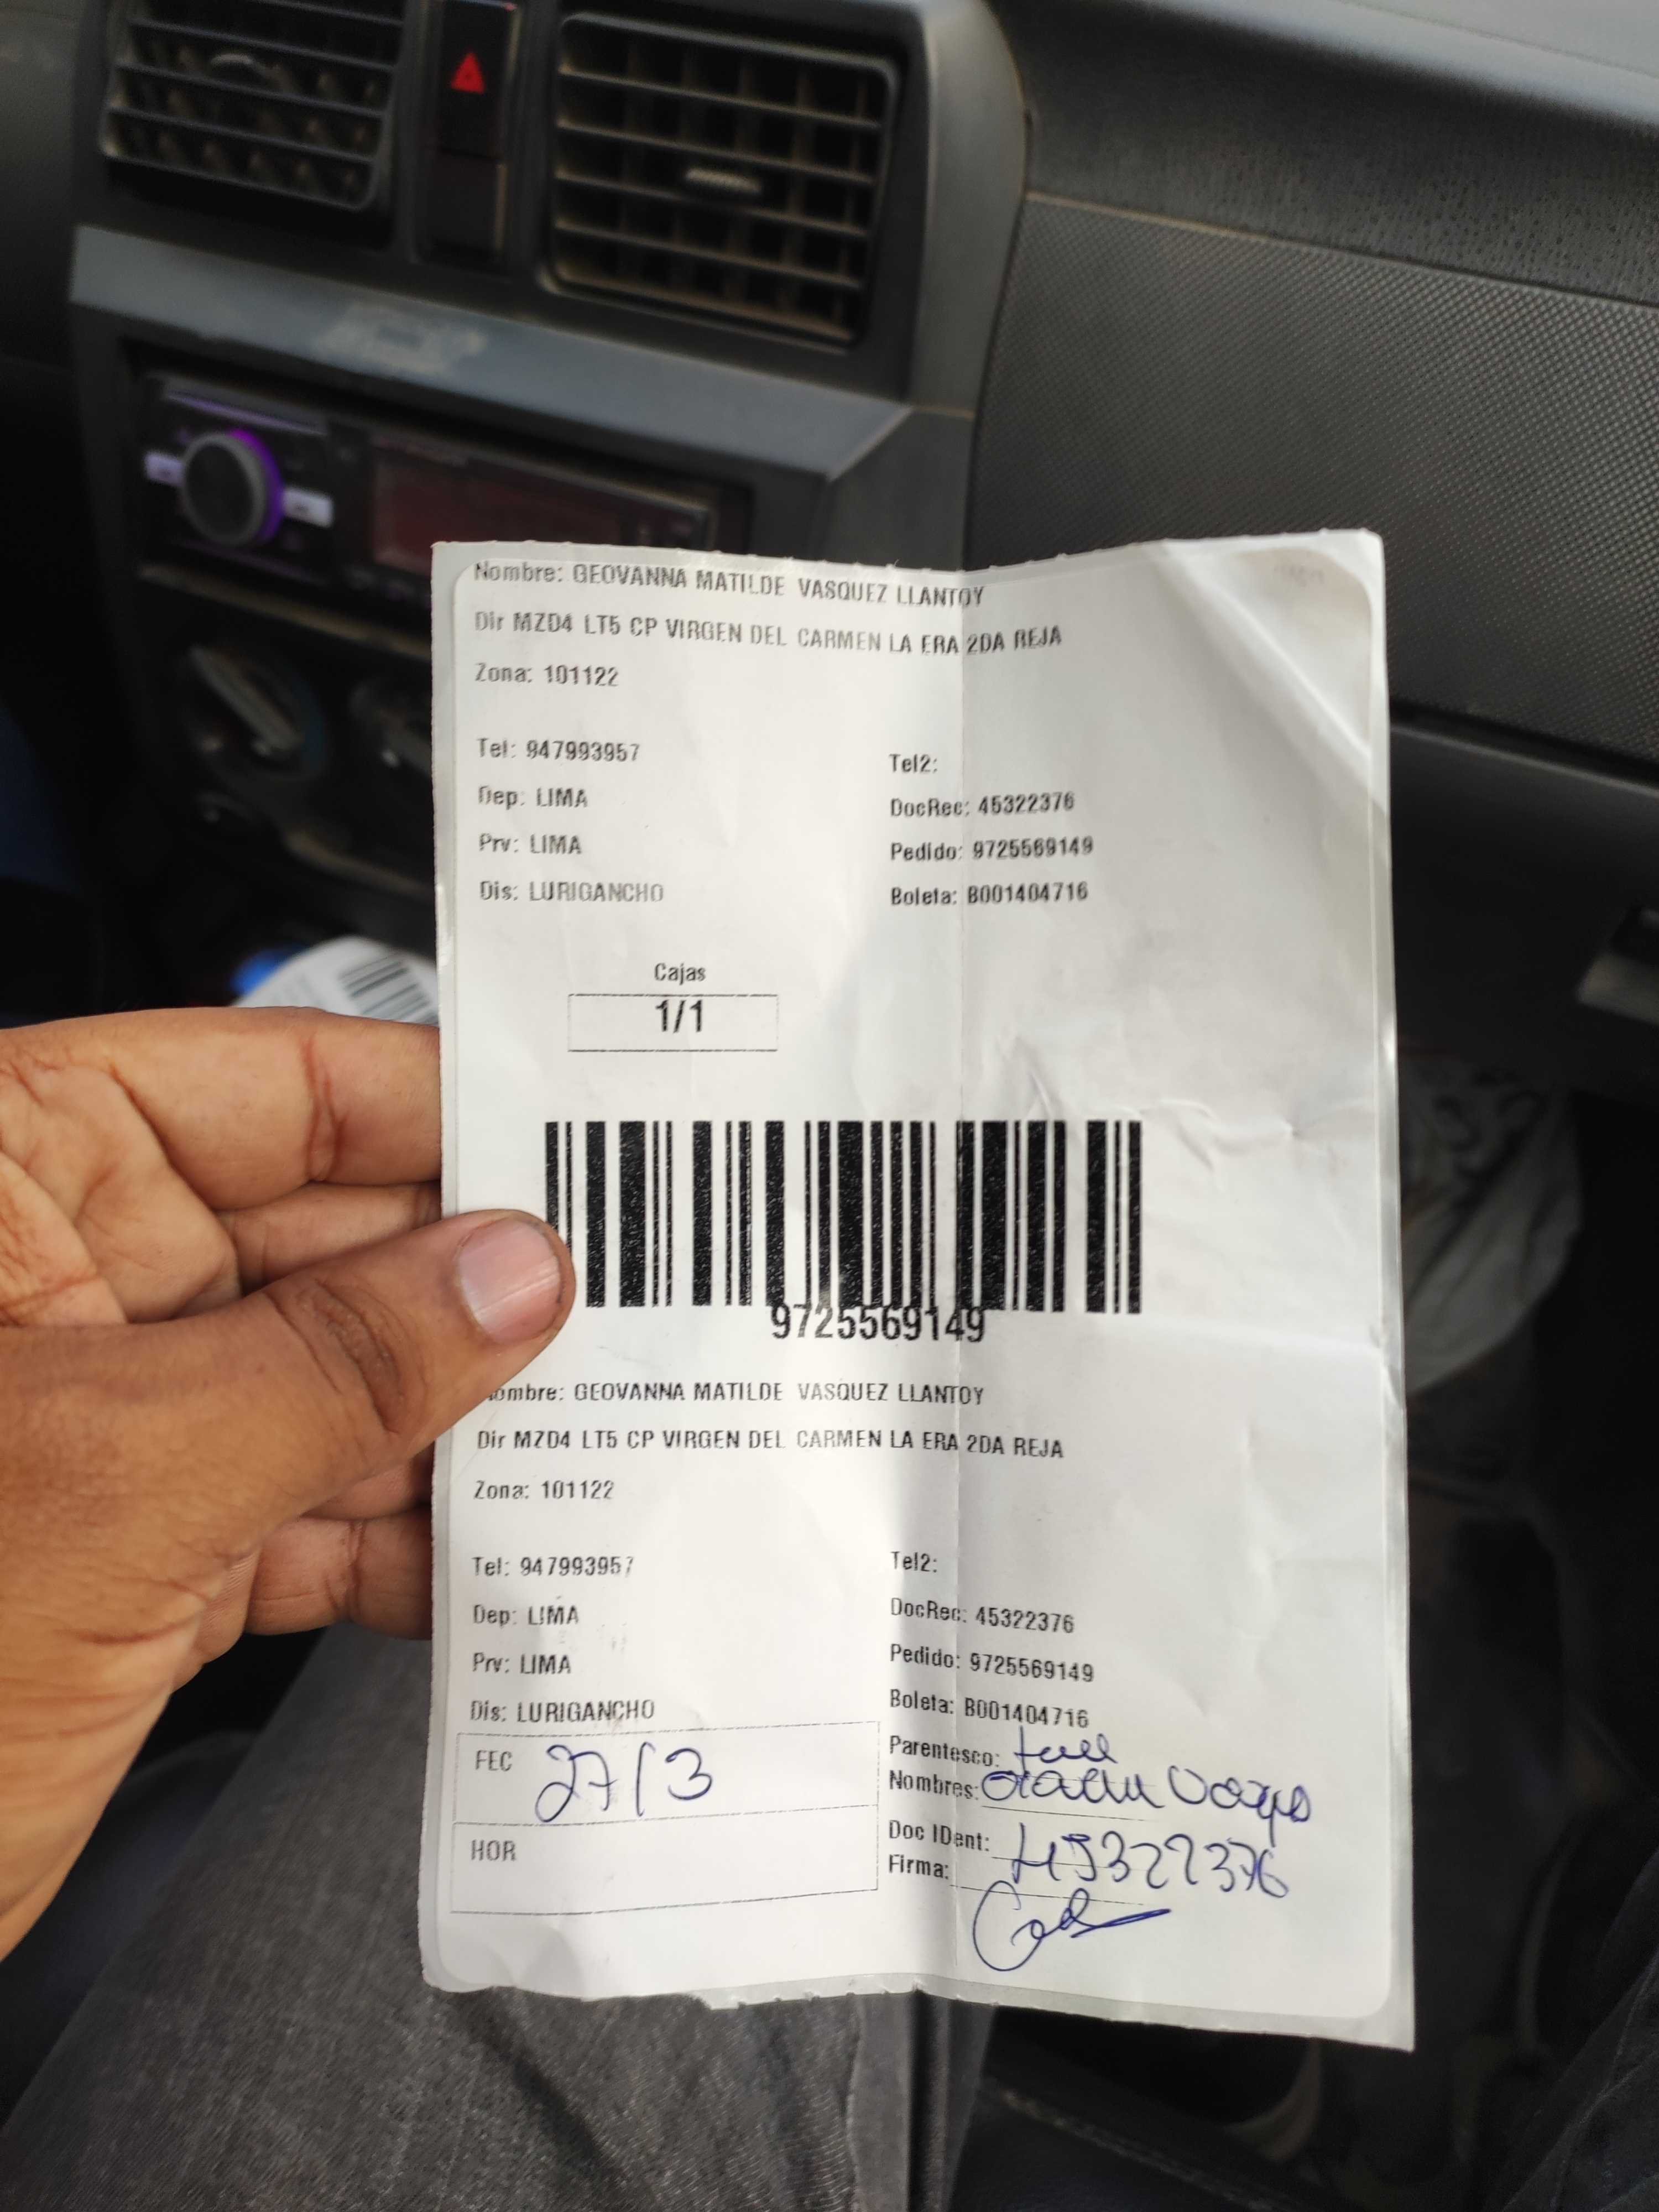 Nombre: GEOVANNA MATILDE VASQUEZ LLANTOY
Dir MZD4 LT5 CP VIRGEN DEL CARMEN LA ERA 2DA REJA
Zona: 101122
Tel: 947993957
Tel2:
Dep: LIMA
DocRec: 45322376
Prv: LIMA
Pedido: 9725569149
Dis: LURIGANCHO
Boleta: B001404716
Cajas
1/1
9725569149
ombre: GEOVANNA MATILDE VASQUEZ LLANTOY
Dir MZD4 LT5 CP VIRGEN DEL CARMEN LA ERA 2DA REJA
Zona: 101122
Tel: 947993957
Tel2:
Dep: LIMA
DocRec: 45322376
Prv: LIMA
Pedido: 9725569149
Dis: LURIGANCHO
Boleta: B001404716
FEC 27/3
Parentesco:
Nombres:
HOR
Doc IDent: 45322376
Firma: